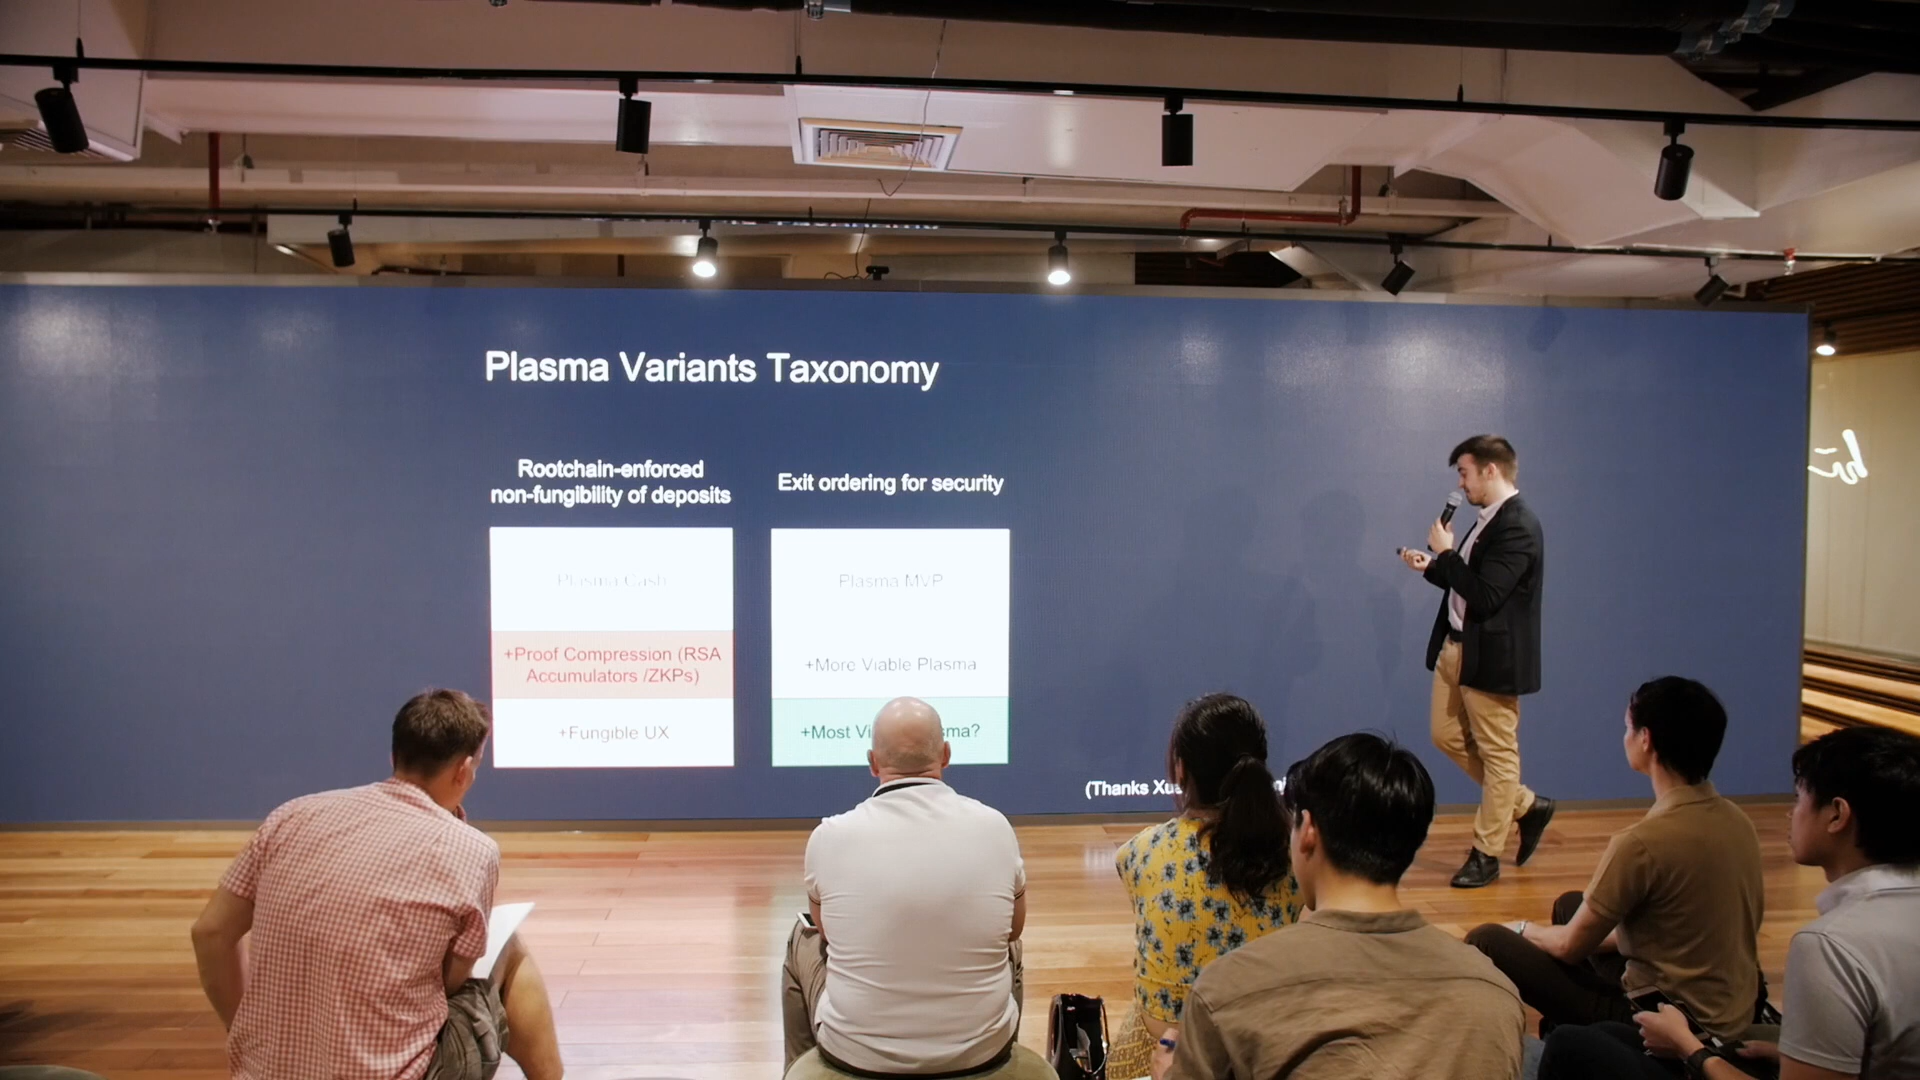 Plasma Variants Taxonomy
Rootchain-enforced
non-fungibility of deposits
Plasma Cash
+Proof Compression (RSA
Accumulators /ZKPs)
+Fungible UX
Exit ordering for security
Plasma MVP
+More Viable Plasma
+Most
(Thanks